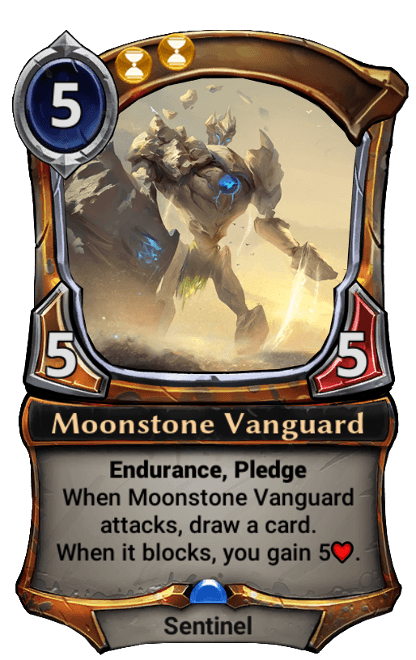 5
5
5
Moonstone Vanguard
Endurance, Pledge
When Moonstone Vanguard
attacks, draw a card.
When it blocks, you gain 5❤.
Sentinel